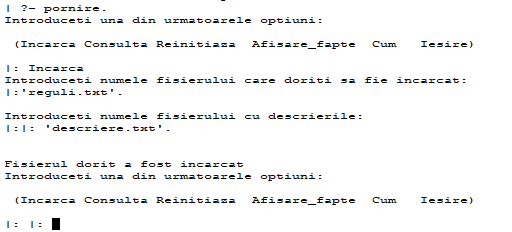 | ?- pornire.
Introduceti una din urmatoarele optiuni:
(Incarca Consulta Reinitiaza Afisare_fapte Cum Iesire)
|: Incarca
Introduceti numele fisierului care doriti sa fie incarcat:
|:'reguli.txt'.
Introduceti numele fisierului cu descrierile:
|:|: 'descriere.txt'.
Fisierul dorit a fost incarcat
Introduceti una din urmatoarele optiuni:
(Incarca Consulta Reinitiaza Afisare_fapte Cum Iesire)
|: |: